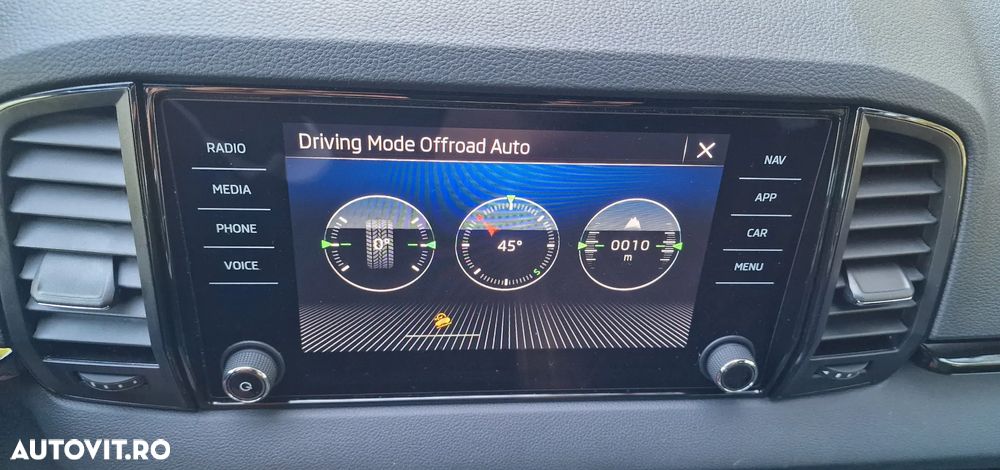 Driving Mode Offroad Auto
RADIO
MEDIA
PHONE
VOICE
NAV
APP
CAR
MENU
0°
45°
S
0010
m
AUTOVIT.RO